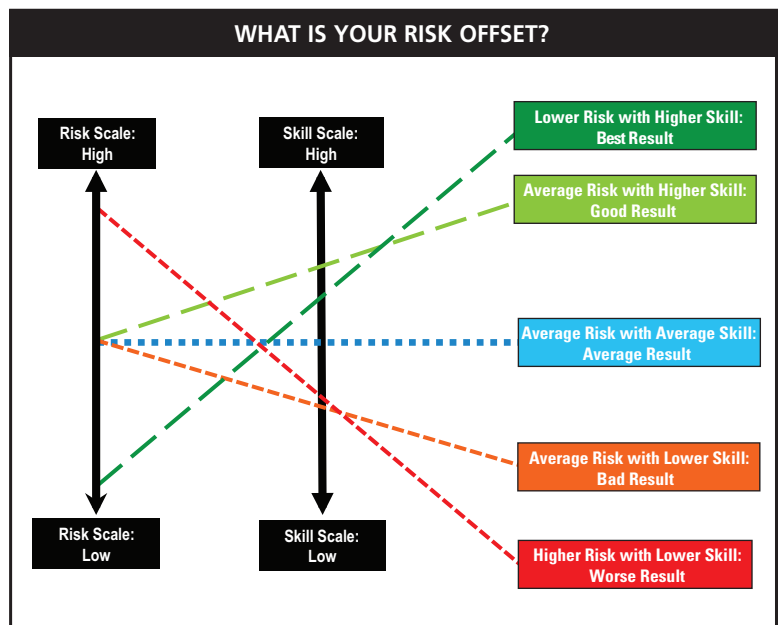 WHAT IS YOUR RISK OFFSET?
Risk Scale:
High
Skill Scale:
High
Lower Risk with Higher Skill:
Best Result
Average Risk with Higher Skill:
Good Result
Average Risk with Average Skill:
Average Result
Average Risk with Lower Skill:
Bad Result
Risk Scale:
Low
Skill Scale:
Low
Higher Risk with Lower Skill:
Worse Result